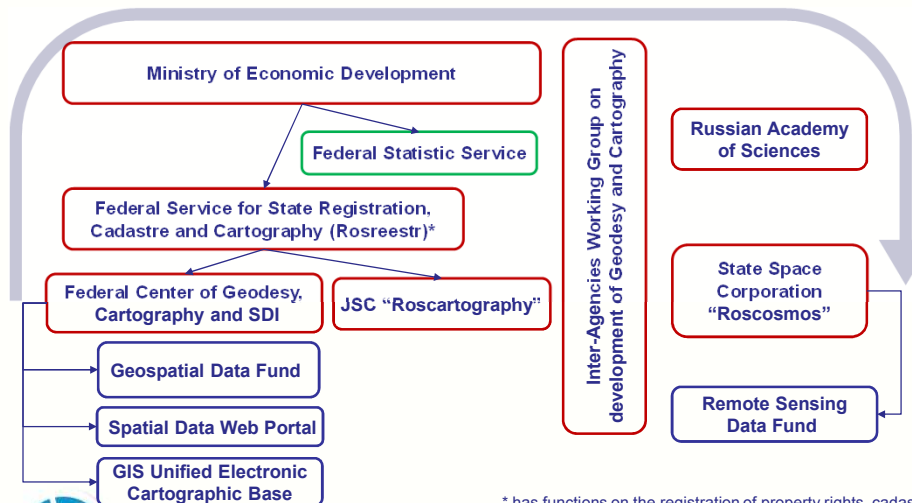 Ministry of Economic Development
Federal Statistic Service
Federal Service for State Registration,
Cadastre and Cartography (Rosreestr)*
Federal Center of Geodesy,
Cartography and SDI
JSC “Roscartography”
Geospatial Data Fund
Spatial Data Web Portal
GIS Unified Electronic
Cartographic Base
Inter-Agencies Working Group on
development of Geodesy and Cartography
Russian Academy
of Sciences
State Space
Corporation
“Roscosmos”
Remote Sensing
Data Fund
* has functions on the registration of property rights, cadas